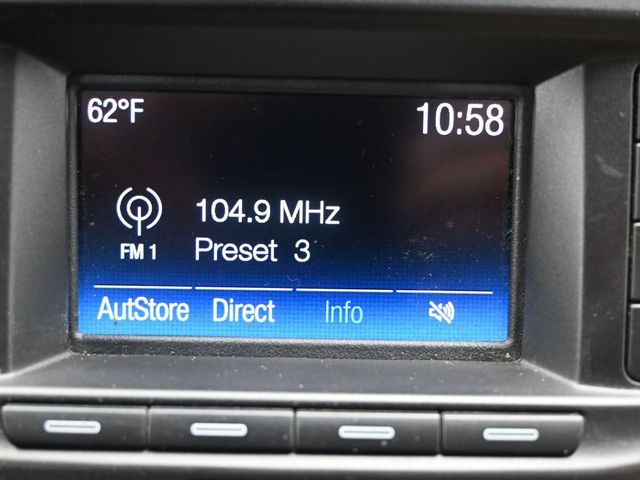 62°F 10:58
104.9 MHz
FM 1 Preset 3
AutStore Direct Info